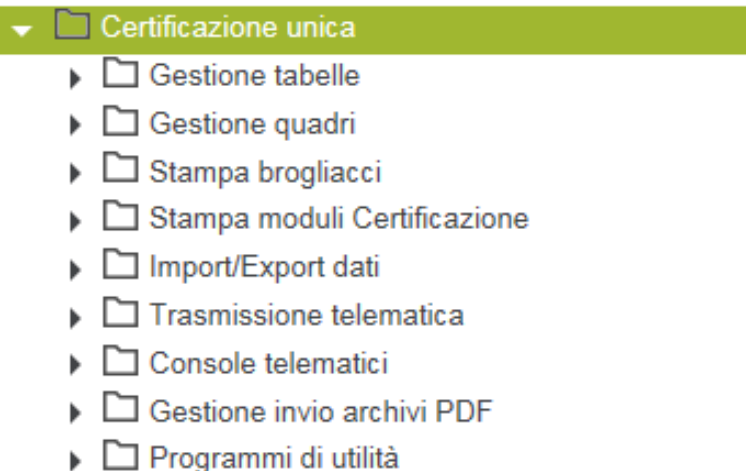 Certificazione unica
Gestione tabelle
Gestione quadri
Stampa brogliacci
Stampa moduli Certificazione
Import/Export dati
Trasmissione telematica
Console telematici
Gestione invio archivi PDF
Programmi di utilità